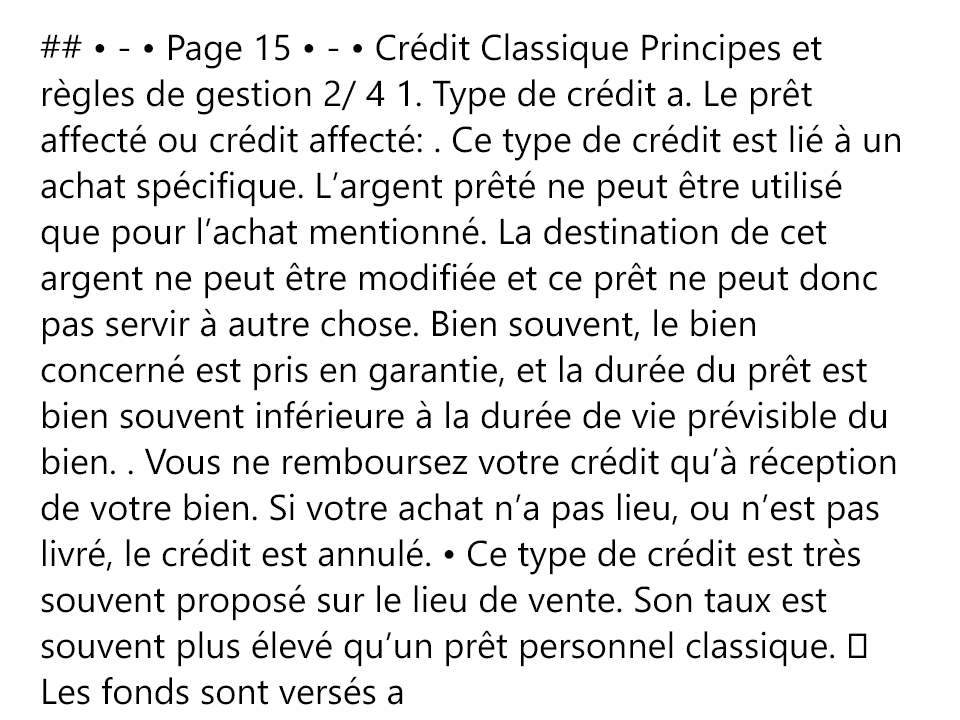 ## • - • Page 15 • - • Crédit Classique Principes et
règles de gestion 2/ 4 1. Type de crédit a. Le prêt
affecté ou crédit affecté: . Ce type de crédit est lié à un
achat spécifique. L’argent prêté ne peut être utilisé
que pour l’achat mentionné. La destination de cet
argent ne peut être modifiée et ce prêt ne peut donc
pas servir à autre chose. Bien souvent, le bien
concerné est pris en garantie, et la durée du prêt est
bien souvent inférieure à la durée de vie prévisible du
bien. . Vous ne remboursez votre crédit qu’à réception
de votre bien. Si votre achat n’a pas lieu, ou n’est pas
livré, le crédit est annulé. • Ce type de crédit est très
souvent proposé sur le lieu de vente. Son taux est
souvent plus élevé qu’un prêt personnel classique. 
Les fonds sont versés a